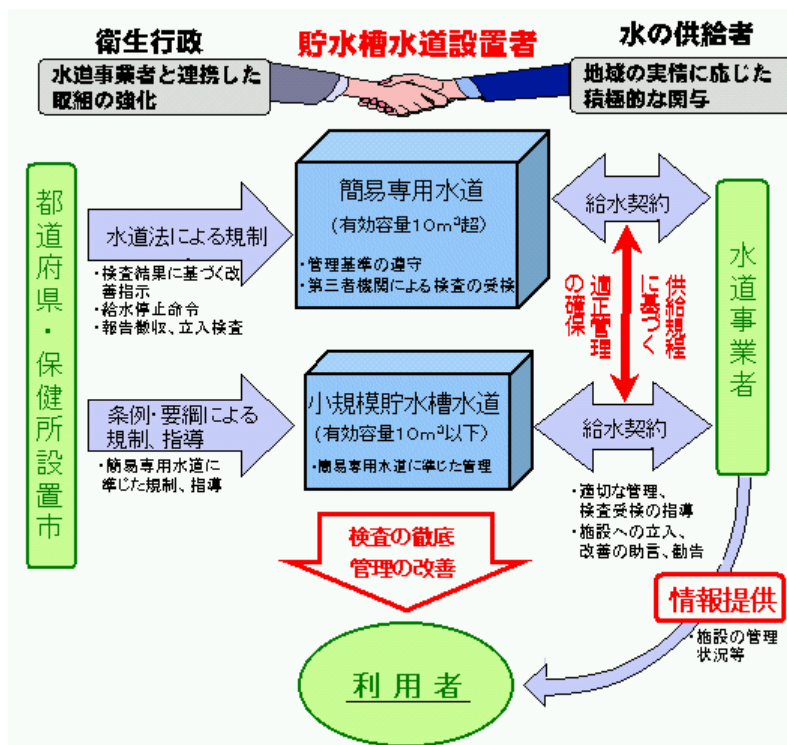 衛生行政
貯水槽水道設置者
水の供給者
水道事業者と連携した
取組の強化
地域の実情に応じた
積極的な関与
都道府県・保健所設置市
水道法による規制
・検査結果に基づく改
善指示
・給水停止命令
・報告徴収、立入検査
簡易専用水道
(有効容量10m³超)
・管理基準の遵守
・第三者機関による検査の受検
給水契約
供給規程
に基づく
適正管理
の確保
水道事業者
条例・要綱による
規制、指導
・簡易専用水道に
準じた規制、指導
小規模貯水槽水道
(有効容量10m³以下)
・簡易専用水道に準じた管理
給水契約
・適切な管理、
検査受検の指導
・施設への立入、
改善の助言、勧告
検査の徹底
管理の改善
情報提供
・施設の管理
状況等
利用者